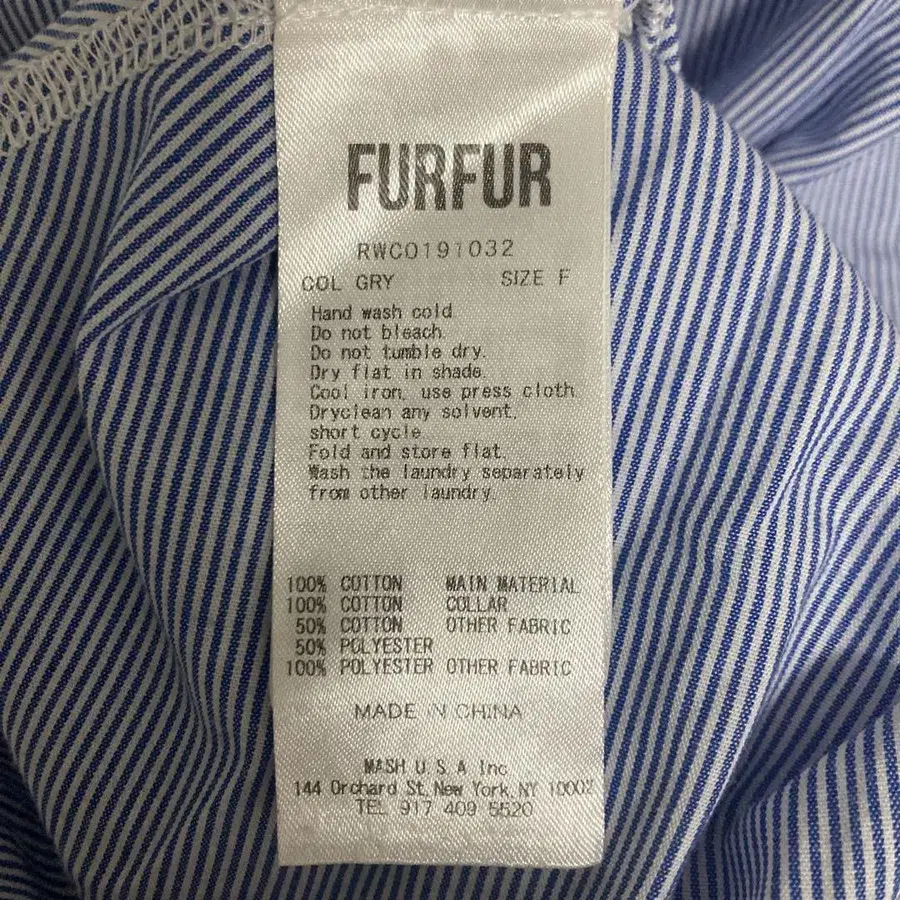 FURFUR
RWCO191032
COL GRY SIZE F
Hand wash cold
Do not bleach.
Do not tumble dry.
Dry flat in shade.
Cool iron, use press cloth.
Dryclean any solvent,
short cycle
Fold and store flat.
Wash the laundry separately
from other laundry.
100% COTTON MAIN MATERIAL
100% COTTON COLLAR
50% COTTON OTHER FABRIC
50% POLYESTER
100% POLYESTER OTHER FABRIC
MADE IN CHINA
MASH U.S.A Inc
144 Orchard St. New York, NY 10002
TEL 917 409 5520